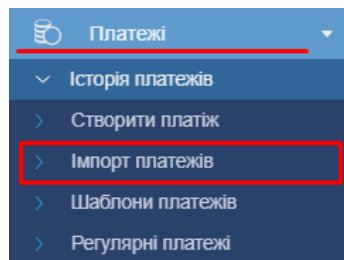 Платежі
Історія платежів
Створити платіж
Імпорт платежів
Шаблони платежів
Регулярні платежі